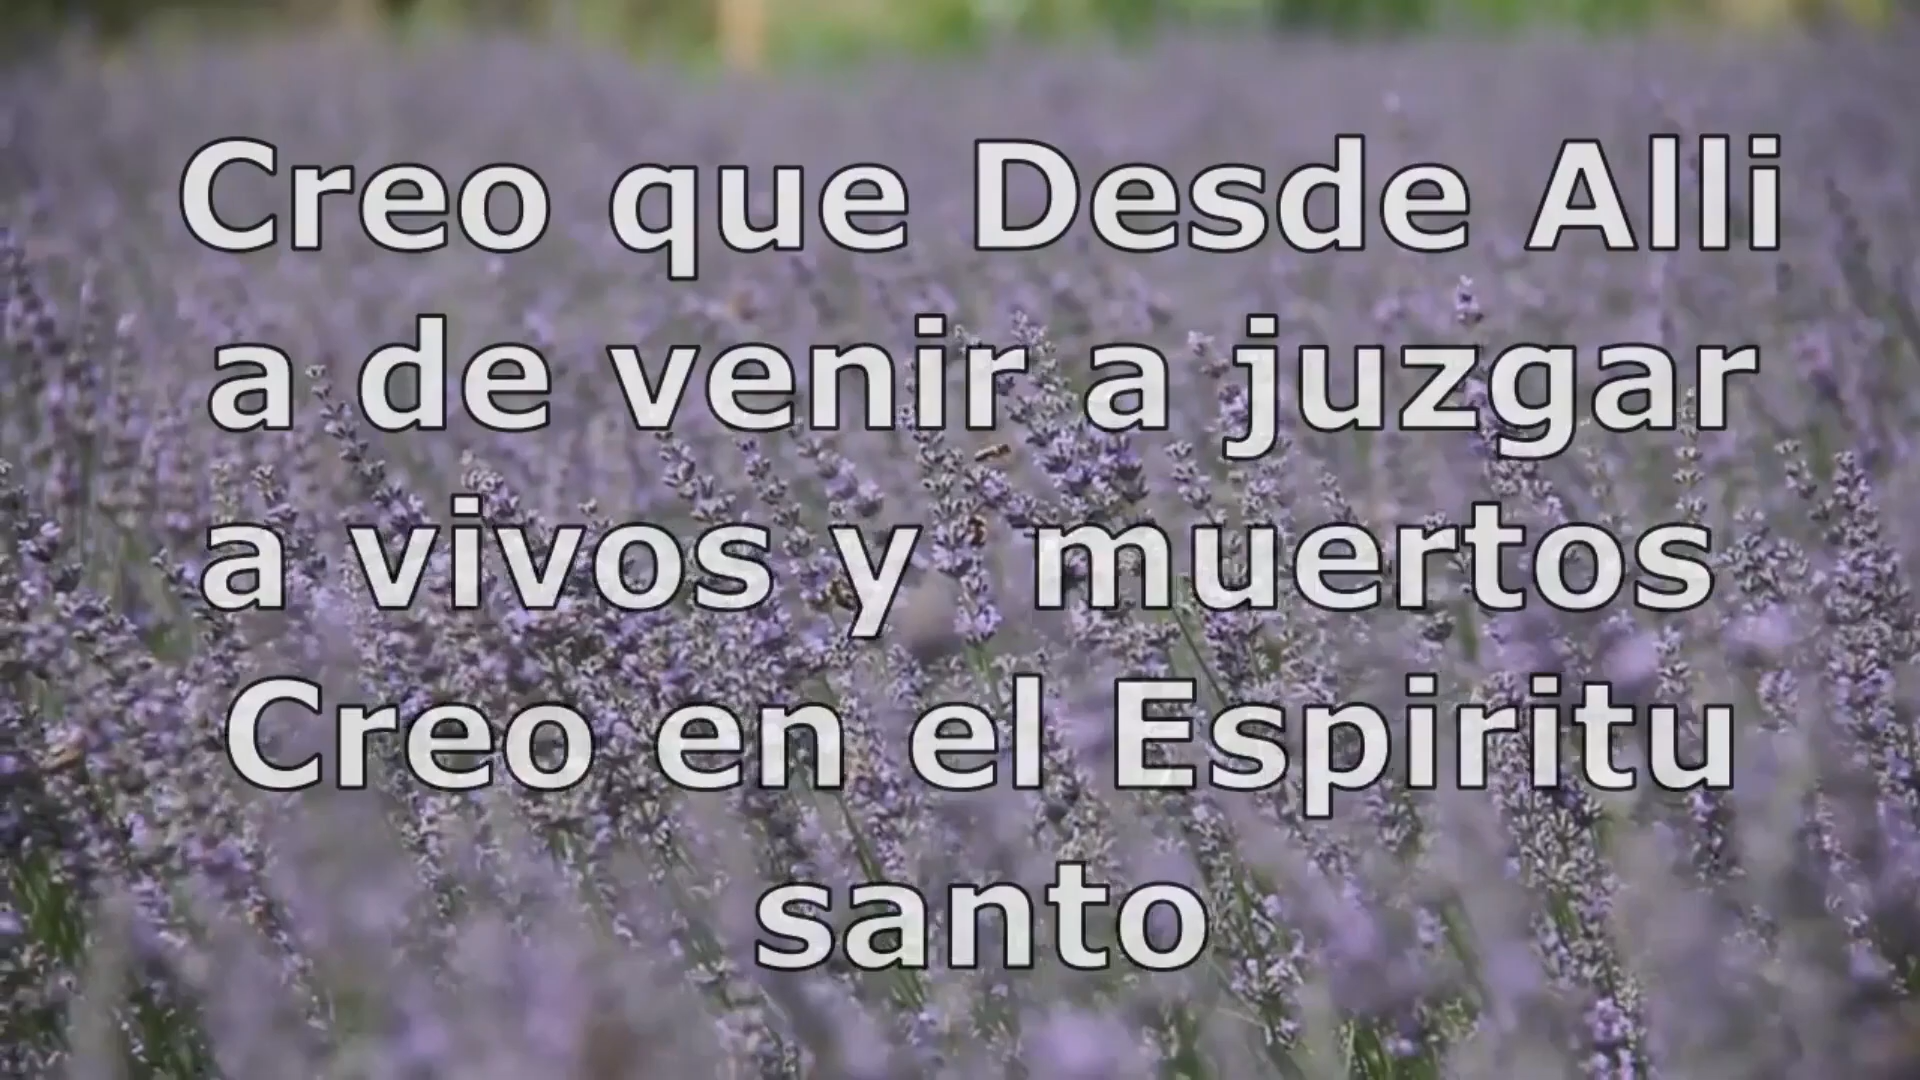 Creo que Desde Alli
a de venir a juzgar
a vivos y muertos
Creo en el Espiritu
santo